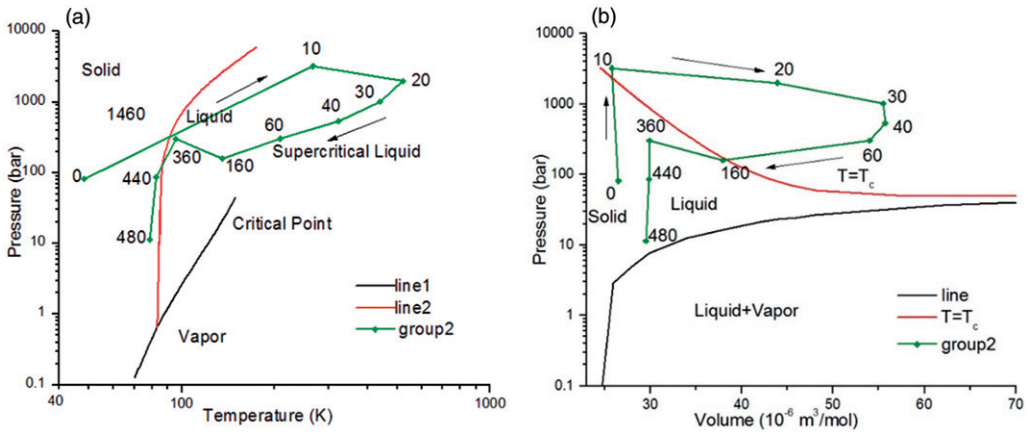 (a)
10000
1000
100
10
1
0.1
Pressure (bar)
Solid
1460
Liquid
10
20
30
40
60
Supercritical Liquid
0
360
160
440
480
Critical Point
Vapor
line1
line2
group2
100
1000
Temperature (K)
(b)
10000
1000
100
10
1
0.1
Pressure (bar)
10
20
30
40
60
360
160
T=Tc
0
440
Solid
Liquid
480
Liquid+Vapor
line
T=Tc
group2
30
40
50
60
70
Volume (10⁻⁶ m³/mol)